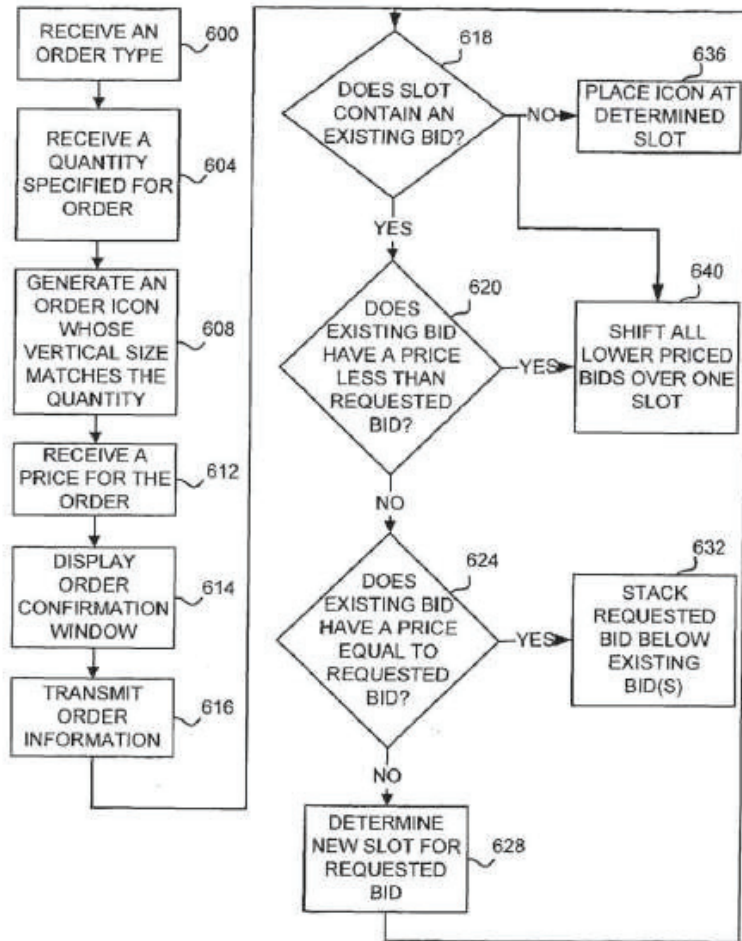 RECEIVE AN
ORDER TYPE
600
RECEIVE A
QUANTITY
SPECIFIED FOR
ORDER
604
GENERATE AN
ORDER ICON
WHOSE
VERTICAL SIZE
MATCHES THE
QUANTITY
608
RECEIVE A
PRICE FOR THE
ORDER
612
DISPLAY
ORDER
CONFIRMATION
WINDOW
614
TRANSMIT
ORDER
INFORMATION
616
618
DOES SLOT
CONTAIN AN
EXISTING BID?
NO
636
PLACE ICON AT
DETERMINED
SLOT
YES
620
DOES
EXISTING BID
HAVE A PRICE
LESS THAN
REQUESTED
BID?
YES
640
SHIFT ALL
LOWER PRICED
BIDS OVER ONE
SLOT
NO
624
DOES
EXISTING BID
HAVE A PRICE
EQUAL TO
REQUESTED
BID?
YES
632
STACK
REQUESTED
BID BELOW
EXISTING
BID(S)
NO
DETERMINE
NEW SLOT FOR
REQUESTED
BID
628